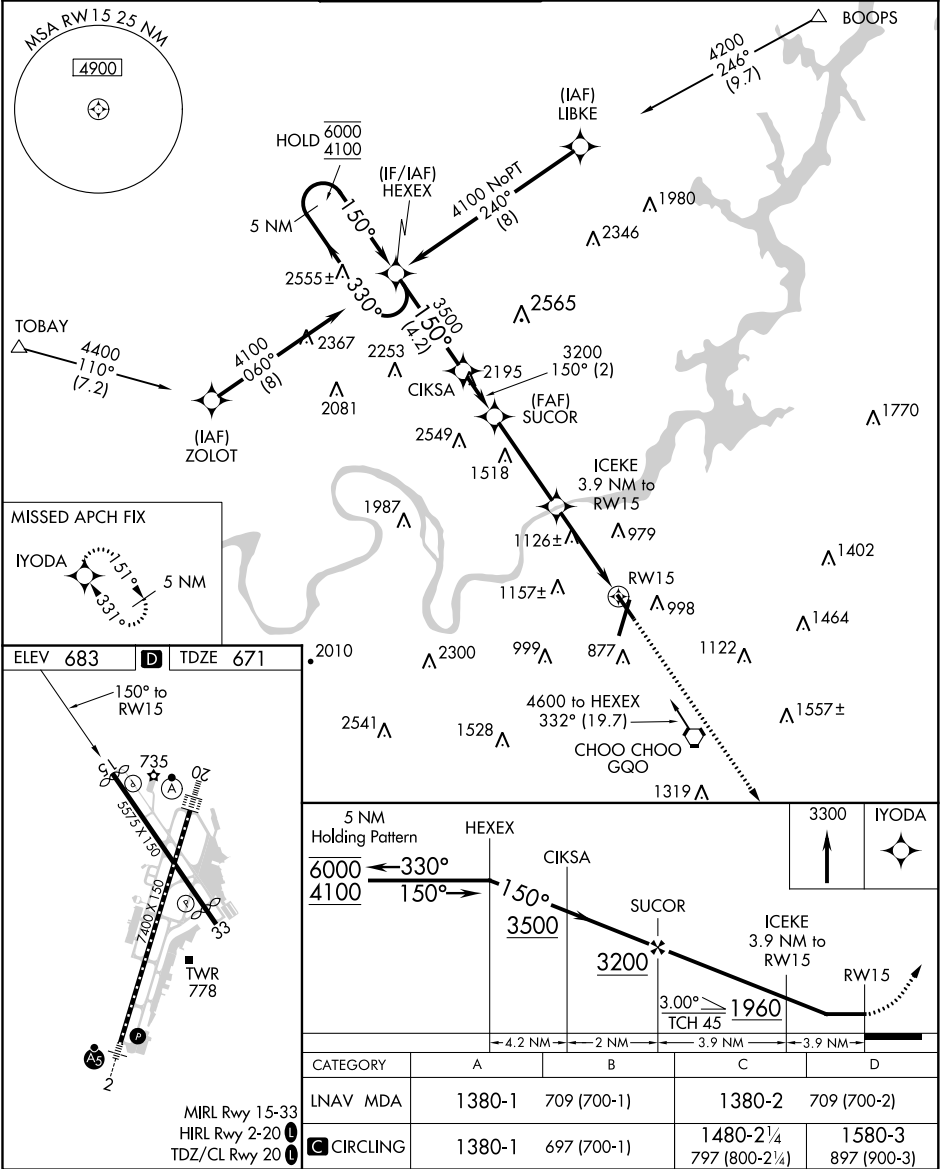 MSA RW15 25 NM
4900
BOOPS
4200
246°
(9.7)
(IAF)
LIBKE
HOLD 6000
4100
(IF/IAF)
HEXEX
4100 NoPT
240°
(8)
5 NM
150°
330°
1980
2346
2555±
3500
150°
(4.2)
2565
TOBAY
4400
110°
(7.2)
4100
060°
(8)
2367
2253
2195
3200
150° (2)
CIKSA
2081
(FAF)
SUCOR
(IAF)
ZOLOT
2549
1518
1770
ICEKE
3.9 NM to
RW15
1987
1126±
979
1402
MISSED APCH FIX
IYODA
151°
331°
5 NM
1157±
RW15
998
1464
2010
2300
999
877
1122
4600 to HEXEX
332° (19.7)
1557±
2541
1528
CHOO CHOO
GQO
1319
ELEV 683
D
TDZE 671
150° to
RW15
15
P
735
A
20
5575 X 150
7400 X 150
P
33
TWR
778
P
A5
2
MIRL Rwy 15-33
HIRL Rwy 2-20 L
TDZ/CL Rwy 20 L
5 NM
Holding Pattern
HEXEX
6000
4100
330°
150°
CIKSA
150°
3500
SUCOR
3200
ICEKE
3.9 NM to
RW15
RW15
3.00°
TCH 45
1960
3300
IYODA
4.2 NM
2 NM
3.9 NM
3.9 NM
CATEGORY A B C D
LNAV MDA 1380-1 709 (700-1) 1380-2 709 (700-2)
C CIRCLING 1380-1 697 (700-1) 1480-2¼ 797 (800-2¼) 1580-3 897 (900-3)